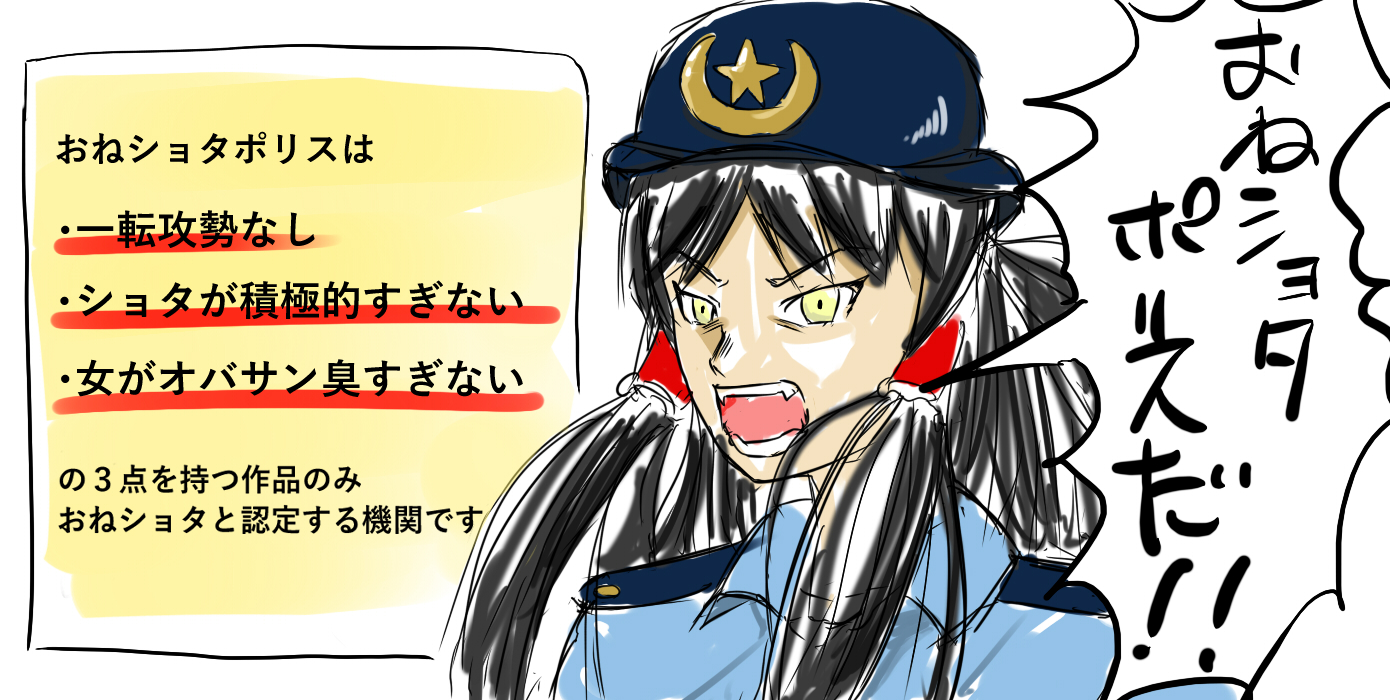 おねショタポリスは
・一転攻勢なし
・ショタが積極的すぎない
・女がオバサン臭すぎない
の３点を持つ作品のみ
おねショタと認定する機関です
おねショタ
ポリスだ!!